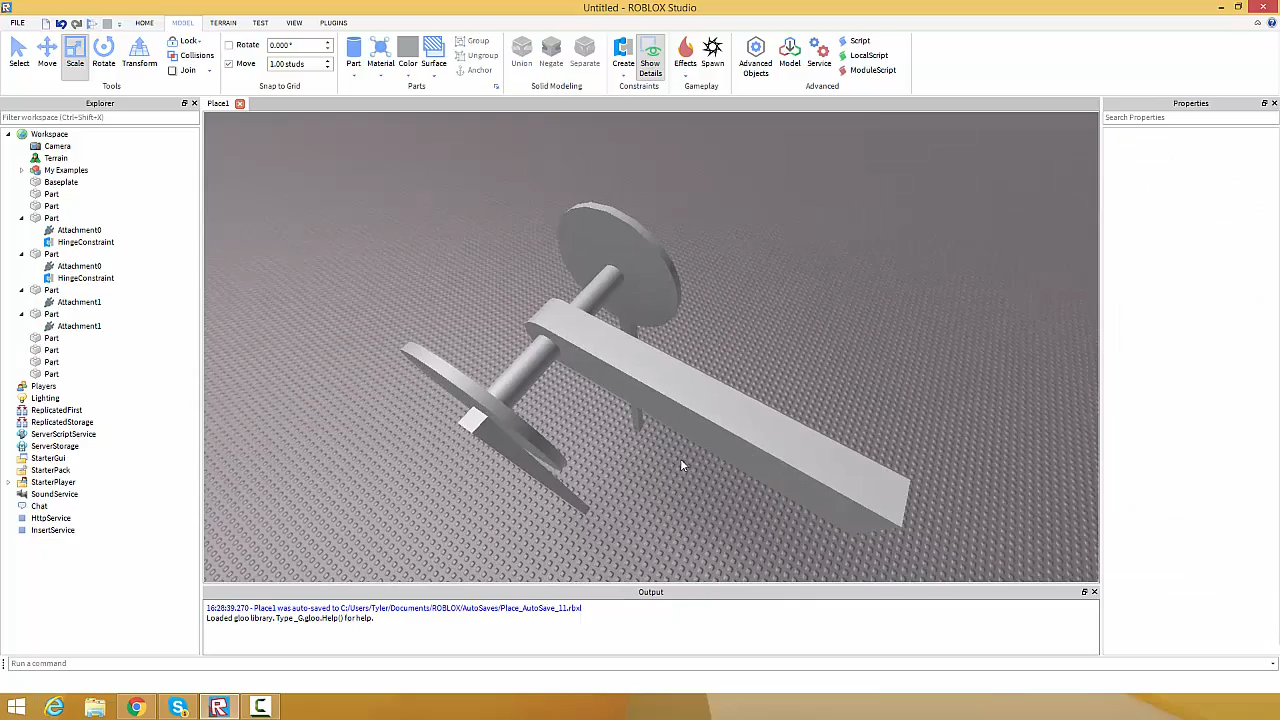 Untitled - ROBLOX Studio
FILE HOME MODEL TERRAIN TEST VIEW PLUGINS
Select Move Scale Rotate Transform
Lock
Collisions
Join
Tools
Rotate 0.000 °
Move 1.00 studs
Snap to Grid
Part Material Color Surface
Group
Ungroup
Anchor
Parts
Union Negate Separate
Solid Modeling
Create Show Details
Constraints
Effects Spawn
Gameplay
Advanced Objects Model Service
Script
LocalScript
ModuleScript
Advanced
Explorer
Place1
Properties
Filter workspace (Ctrl+Shift+X)
Search Properties
Workspace
Camera
Terrain
My Examples
Baseplate
Part
Part
Part
Attachment0
HingeConstraint
Part
Attachment0
HingeConstraint
Part
Attachment1
Part
Attachment1
Part
Part
Part
Part
Players
Lighting
ReplicatedFirst
ReplicatedStorage
ServerScriptService
ServerStorage
StarterGui
StarterPack
StarterPlayer
SoundService
Chat
HttpService
InsertService
Output
16:28:39.270 - Place1 was auto-saved to C:/Users/Tyler/Documents/ROBLOX/AutoSaves/Place_AutoSave_11.rbxl
Loaded gloo library. Type _G.gloo.Help() for help.
Run a command